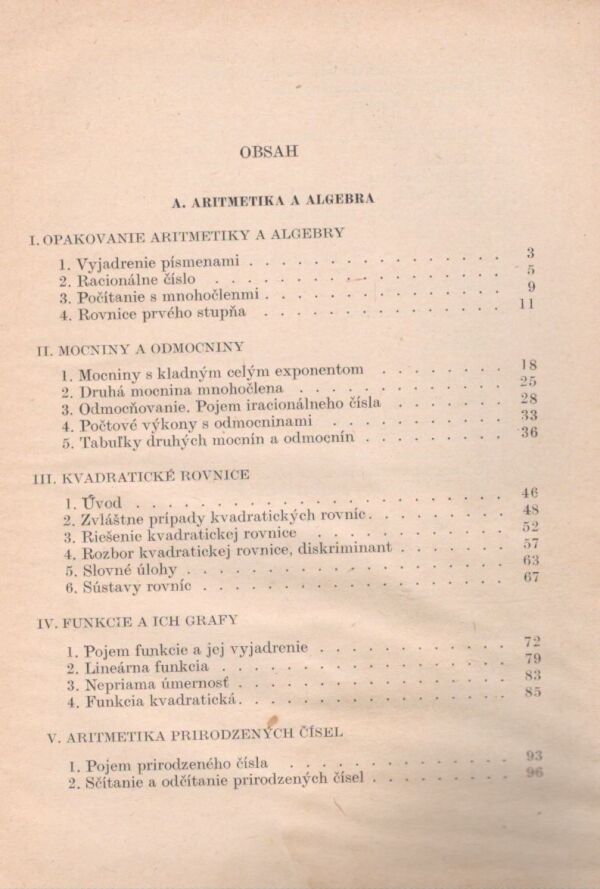 OBSAH
A. ARITMETIKA A ALGEBRA
I. OPAKOVANIE ARITMETIKY A ALGEBRY
1. Vyjadrenie písmenami . . . . . . . . . . . . . . . . 3
2. Racionálne číslo . . . . . . . . . . . . . . . . 5
3. Počítanie s mnohočlenmi . . . . . . . . . . . . . . . 9
4. Rovnice prvého stupňa . . . . . . . . . . . . . . . 11
II. MOCNINY A ODMOCNINY
1. Mocniny s kladným celým exponentom . . . . . . . . 18
2. Druhá mocnina mnohočlena . . . . . . . . . . . . . 25
3. Odmocňovanie. Pojem iracionálneho čísla . . . . . . . 28
4. Počtové výkony s odmocninami . . . . . . . . . . . 33
5. Tabuľky druhých mocnín a odmocnín . . . . . . . . . 36
III. KVADRATICKÉ ROVNICE
1. Úvod . . . . . . . . . . . . . . . . . . . . . . 46
2. Zvláštne prípady kvadratických rovníc . . . . . . . . . 48
3. Riešenie kvadratickej rovnice . . . . . . . . . . . . 52
4. Rozbor kvadratickej rovnice, diskriminant . . . . . . . 57
5. Slovné úlohy . . . . . . . . . . . . . . . . . . . 63
6. Sústavy rovníc . . . . . . . . . . . . . . . . . . 67
IV. FUNKCIE A ICH GRAFY
1. Pojem funkcie a jej vyjadrenie . . . . . . . . . . . . 72
2. Lineárna funkcia . . . . . . . . . . . . . . . . . 79
3. Nepriama úmernosť . . . . . . . . . . . . . . . . 83
4. Funkcia kvadratická . . . . . . . . . . . . . . . . 85
V. ARITMETIKA PRIRODZENÝCH ČÍSEL
1. Pojem prirodzeného čísla . . . . . . . . . . . . . . 93
2. Sčítanie a odčítanie prirodzených čísel . . . . . . . . . 96